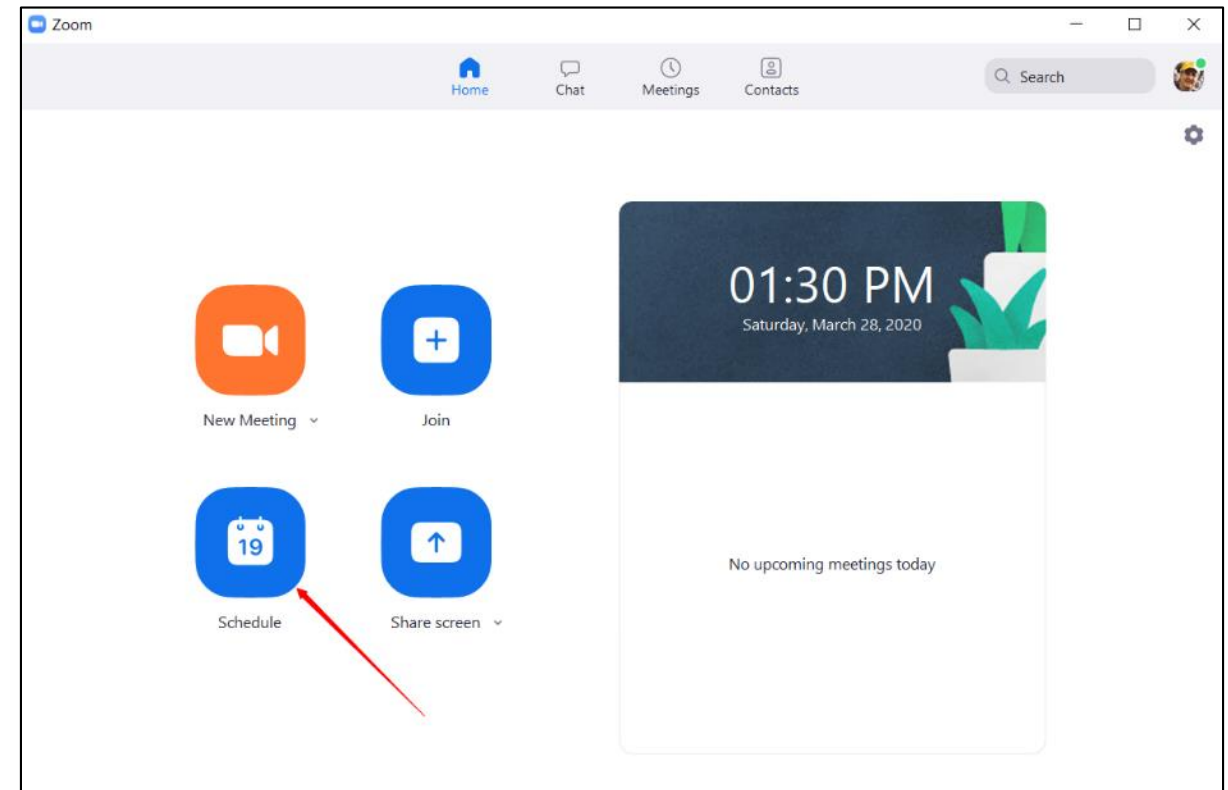 Zoom
Home
Chat
Meetings
Contacts
Search
01:30 PM
Saturday, March 28, 2020
New Meeting
Join
19
Schedule
Share screen
No upcoming meetings today